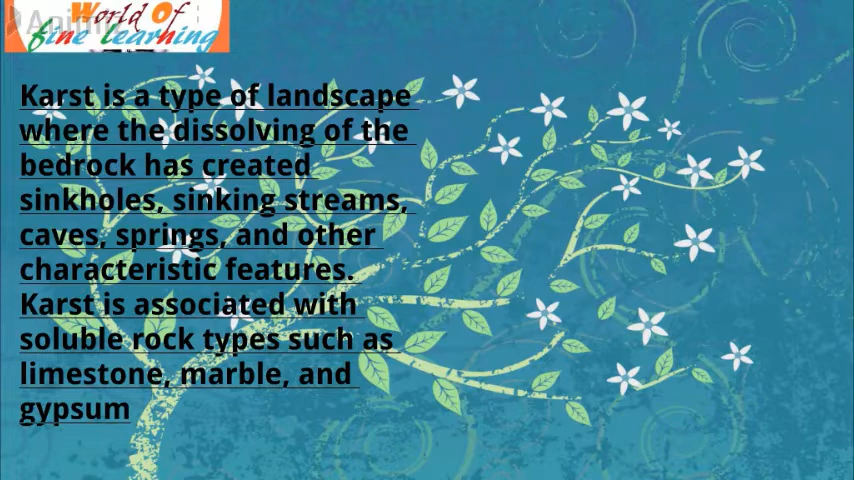 World Of
fine learning
Karst is a type of landscape
where the dissolving of the
bedrock has created
sinkholes, sinking streams,
caves, springs, and other
characteristic features.
Karst is associated with
soluble rock types such as
limestone, marble, and
gypsum